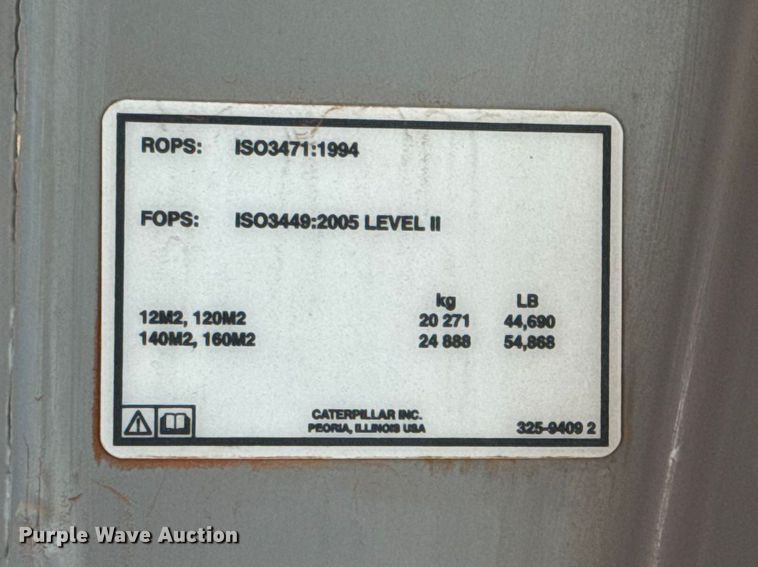 ROPS: ISO3471:1994
FOPS: ISO3449:2005 LEVEL II
kg LB
12M2, 120M2 20 271 44,690
140M2, 160M2 24 888 54,868
CATERPILLAR INC.
PEORIA, ILLINOIS USA
325-9409 2
Purple Wave Auction